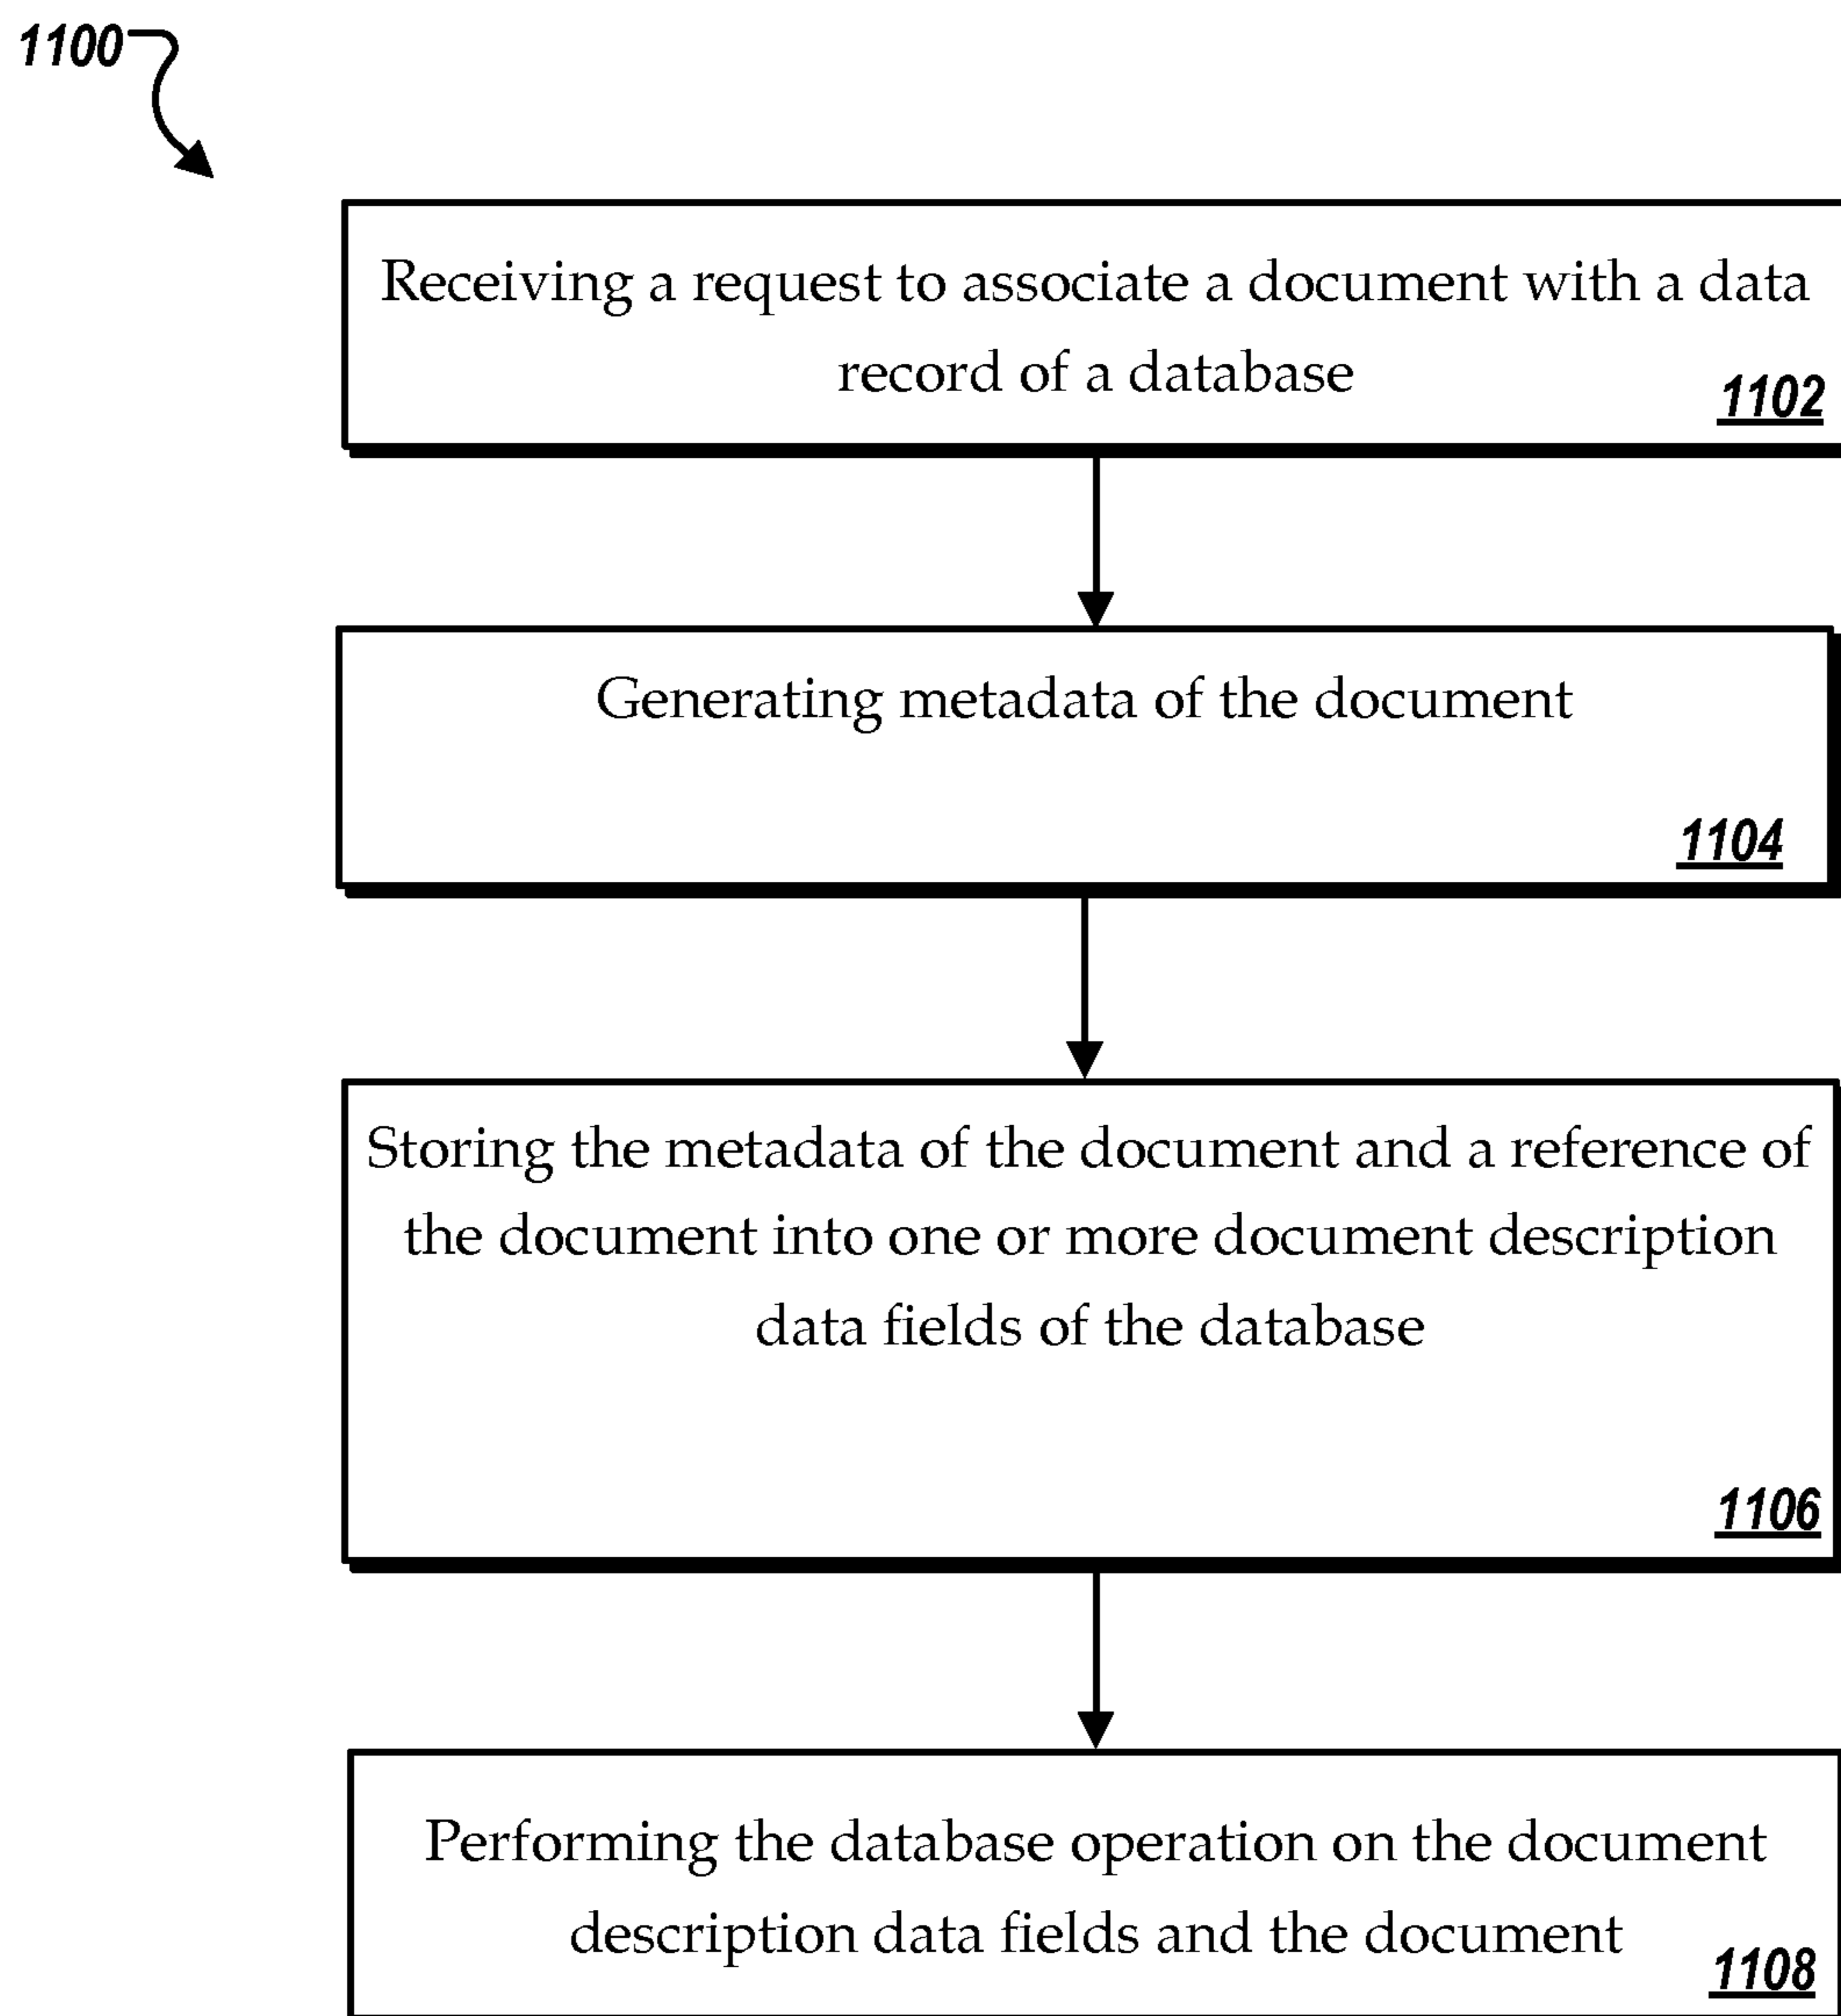 1100
Receiving a request to associate a document with a data
record of a database
1102
Generating metadata of the document
1104
Storing the metadata of the document and a reference of
the document into one or more document description
data fields of the database
1106
Performing the database operation on the document
description data fields and the document
1108